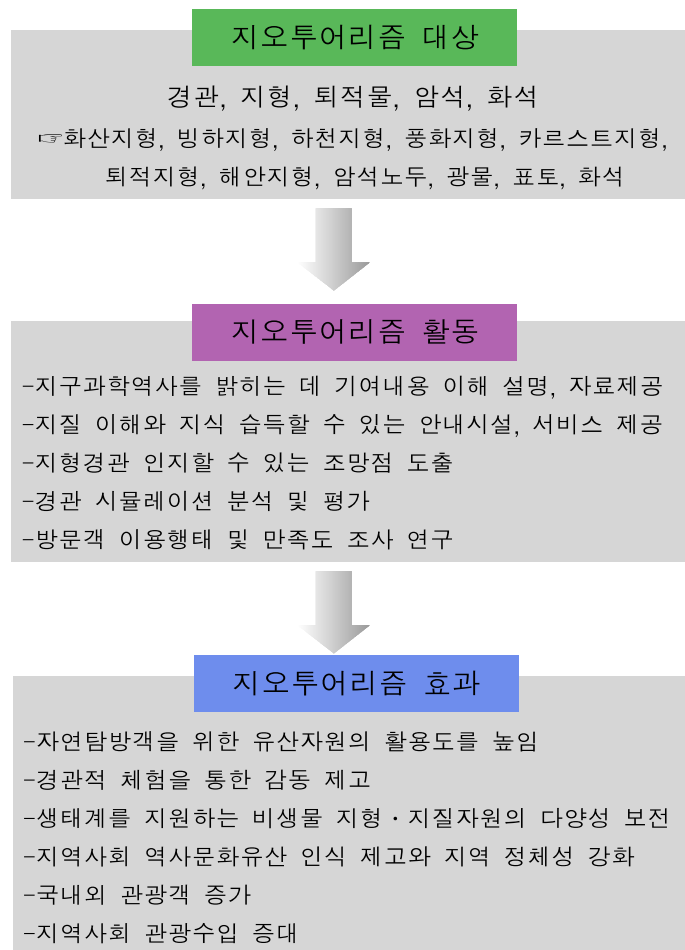 지오투어리즘 대상
경관, 지형, 퇴적물, 암석, 화석
☞화산지형, 빙하지형, 하천지형, 풍화지형, 카르스트지형,
퇴적지형, 해안지형, 암석노두, 광물, 표토, 화석
지오투어리즘 활동
-지구과학역사를 밝히는 데 기여내용 이해 설명, 자료제공
-지질 이해와 지식 습득할 수 있는 안내시설, 서비스 제공
-지형경관 인지할 수 있는 조망점 도출
-경관 시뮬레이션 분석 및 평가
-방문객 이용행태 및 만족도 조사 연구
지오투어리즘 효과
-자연탐방객을 위한 유산자원의 활용도를 높임
-경관적 체험을 통한 감동 제고
-생태계를 지원하는 비생물 지형·지질자원의 다양성 보전
-지역사회 역사문화유산 인식 제고와 지역 정체성 강화
-국내외 관광객 증가
-지역사회 관광수입 증대